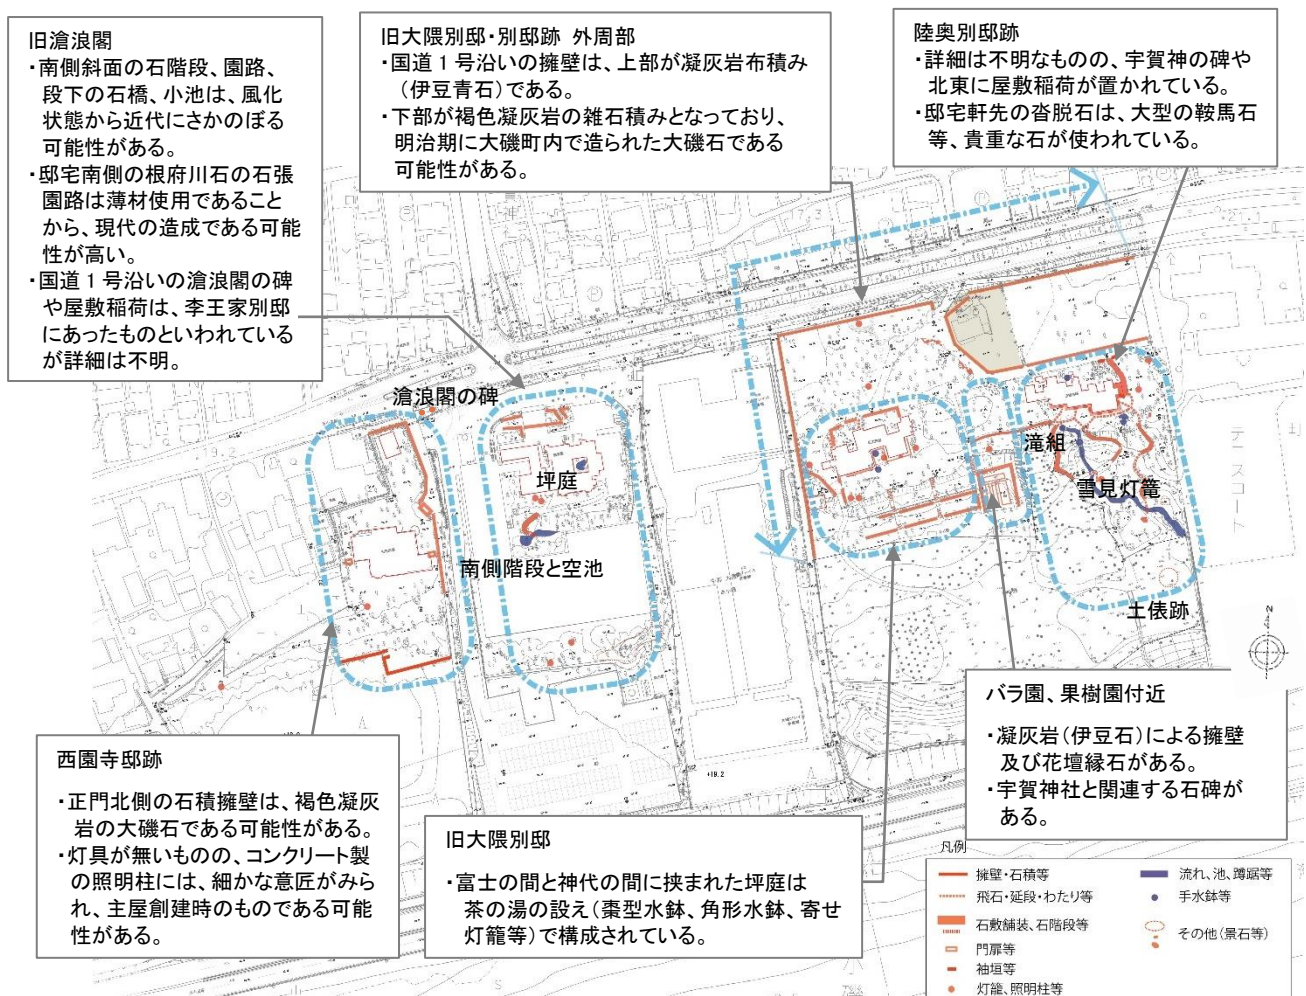 旧滄浪閣
・南側斜面の石階段、園路、
段下の石橋、小池は、風化
状態から近代にさかのぼる
可能性がある。
・邸宅南側の根府川石の石張
園路は薄材使用であること
から、現代の造成である可能
性が高い。
・国道１号沿いの滄浪閣の碑
や屋敷稲荷は、李王家別邸
にあったものといわれている
が詳細は不明。
旧大隈別邸・別邸跡 外周部
・国道１号沿いの擁壁は、上部が凝灰岩布積み
（伊豆青石）である。
・下部が褐色凝灰岩の雑石積みとなっており、
明治期に大磯町内で造られた大磯石である
可能性がある。
陸奥別邸跡
・詳細は不明なものの、宇賀神の碑や
北東に屋敷稲荷が置かれている。
・邸宅軒先の沓脱石は、大型の鞍馬石
等、貴重な石が使われている。
滄浪閣の碑
坪庭
南側階段と空池
滝組
雪見灯篭
土俵跡
テニスコート
+19.2
N
西園寺邸跡
・正門北側の石積擁壁は、褐色凝灰
岩の大磯石である可能性がある。
・灯具が無いものの、コンクリート製
の照明柱には、細かな意匠がみら
れ、主屋創建時のものである可能
性がある。
旧大隈別邸
・富士の間と神代の間に挟まれた坪庭は
茶の湯の設え（棗型水鉢、角形水鉢、寄せ
灯籠等）で構成されている。
バラ園、果樹園付近
・凝灰岩（伊豆石）による擁壁
及び花壇縁石がある。
・宇賀神社と関連する石碑が
ある。
凡例
擁壁・石積等
飛石・延段・わたり等
石敷舗装、石階段等
門扉等
袖垣等
灯籠、照明柱等
流れ、池、蹲踞等
手水鉢等
その他（景石等）